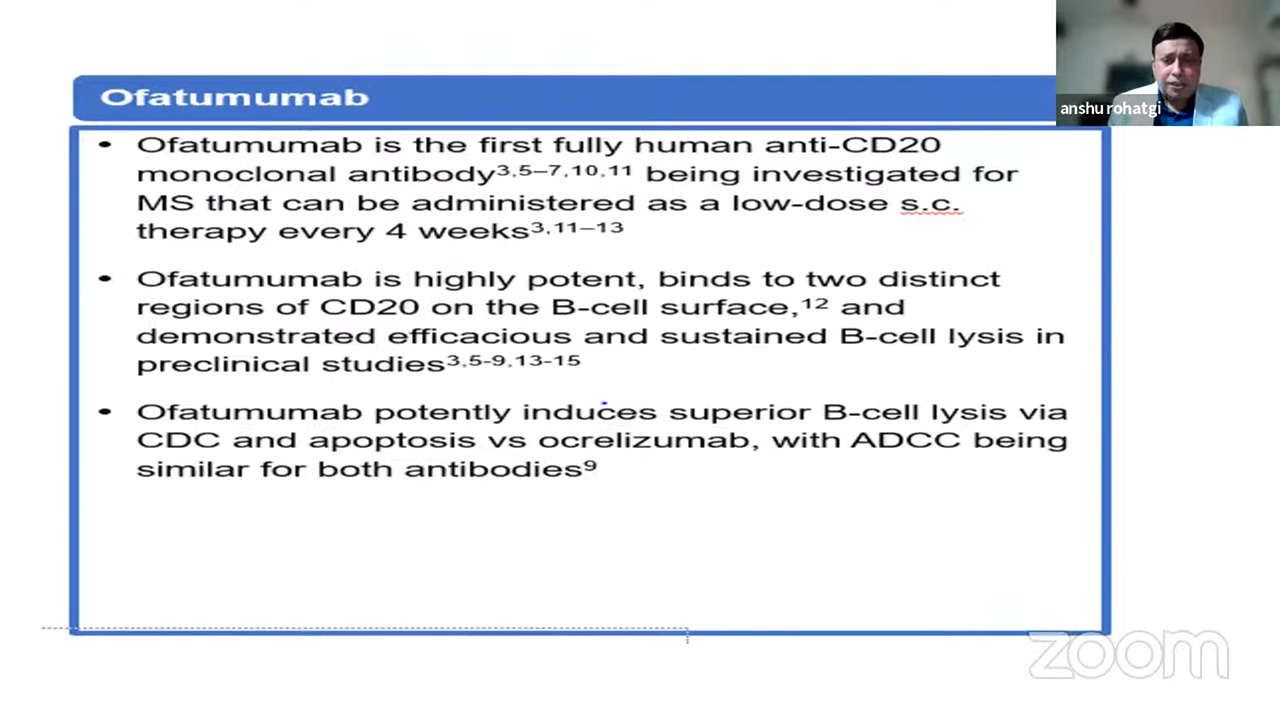 Ofatumumab
anshu rohatgi
• Ofatumumab is the first fully human anti-CD20
monoclonal antibody3,5–7,10,11 being investigated for
MS that can be administered as a low-dose s.c.
therapy every 4 weeks3,11–13
• Ofatumumab is highly potent, binds to two distinct
regions of CD20 on the B-cell surface,12 and
demonstrated efficacious and sustained B-cell lysis in
preclinical studies3,5-9,13-15
• Ofatumumab potently induces superior B-cell lysis via
CDC and apoptosis vs ocrelizumab, with ADCC being
similar for both antibodies9
zoom